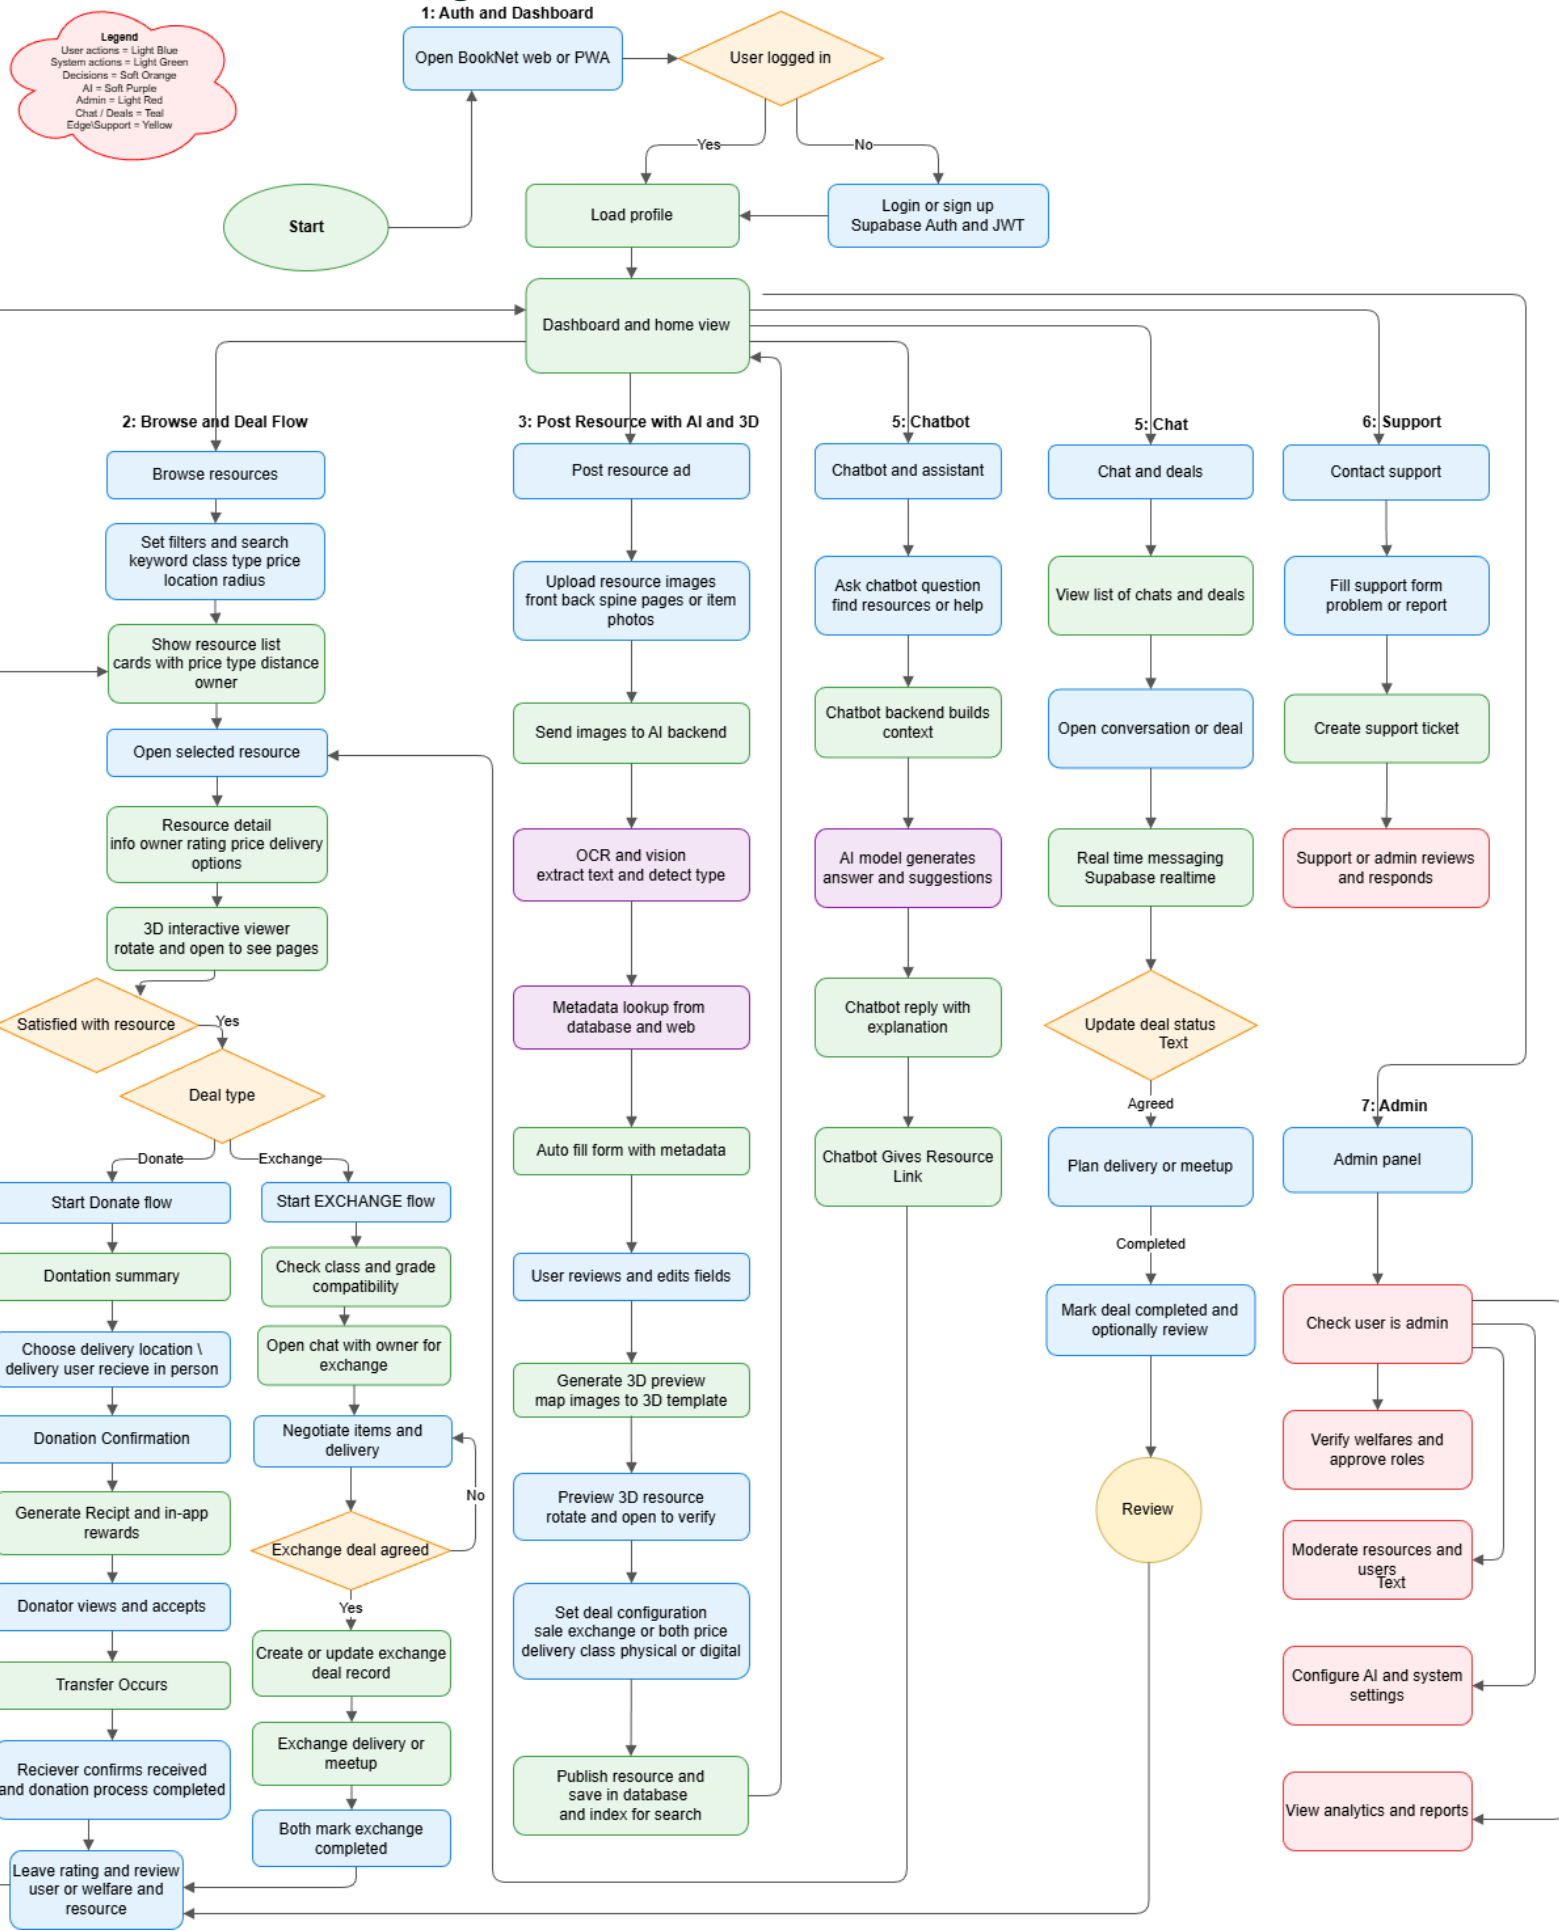 1: Auth and Dashboard
Legend
User actions = Light Blue
System actions = Light Green
Decisions = Soft Orange
AI = Soft Purple
Admin = Light Red
Chat / Deals = Teal
Edge\Support = Yellow
Open BookNet web or PWA
User logged in
Yes
No
Start
Load profile
Login or sign up
Supabase Auth and JWT
Dashboard and home view
2: Browse and Deal Flow
Browse resources
Set filters and search
keyword class type price
location radius
Show resource list
cards with price type distance
owner
Open selected resource
Resource detail
info owner rating price delivery
options
3D interactive viewer
rotate and open to see pages
Satisfied with resource
Yes
Deal type
Donate
Exchange
Start Donate flow
Dontation summary
Choose delivery location \
delivery user recieve in person
Donation Confirmation
Generate Recipt and in-app
rewards
Donator views and accepts
Transfer Occurs
Reciever confirms received
and donation process completed
Leave rating and review
user or welfare and
resource
Start EXCHANGE flow
Check class and grade
compatibility
Open chat with owner for
exchange
Negotiate items and
delivery
No
Exchange deal agreed
Yes
Create or update exchange
deal record
Exchange delivery or
meetup
Both mark exchange
completed
3: Post Resource with AI and 3D
Post resource ad
Upload resource images
front back spine pages or item
photos
Send images to AI backend
OCR and vision
extract text and detect type
Metadata lookup from
database and web
Auto fill form with metadata
User reviews and edits fields
Generate 3D preview
map images to 3D template
Preview 3D resource
rotate and open to verify
Set deal configuration
sale exchange or both price
delivery class physical or digital
Publish resource and
save in database
and index for search
5: Chatbot
Chatbot and assistant
Ask chatbot question
find resources or help
Chatbot backend builds
context
AI model generates
answer and suggestions
Chatbot reply with
explanation
Chatbot Gives Resource
Link
5: Chat
Chat and deals
View list of chats and deals
Open conversation or deal
Real time messaging
Supabase realtime
Update deal status
Text
Agreed
Plan delivery or meetup
Completed
Mark deal completed and
optionally review
Review
6: Support
Contact support
Fill support form
problem or report
Create support ticket
Support or admin reviews
and responds
7: Admin
Admin panel
Check user is admin
Verify welfares and
approve roles
Moderate resources and
users
Text
Configure AI and system
settings
View analytics and reports